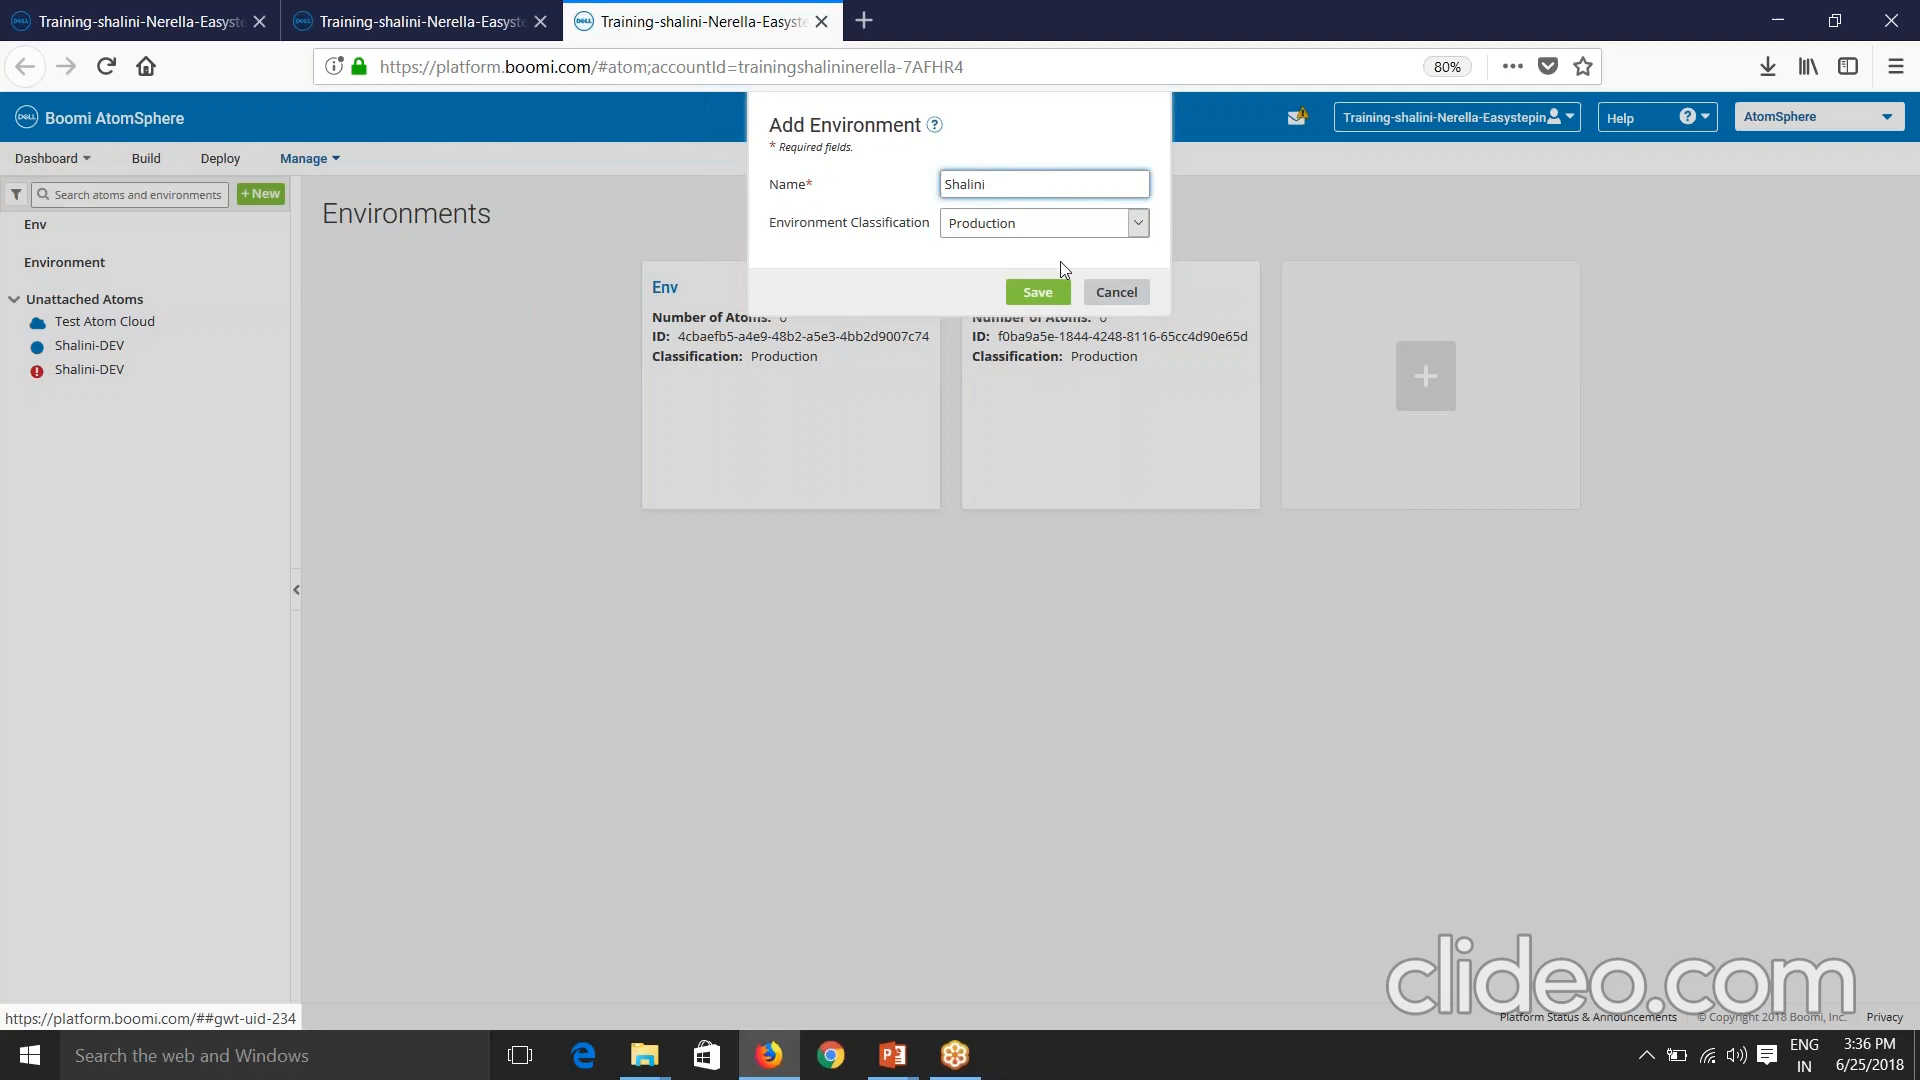 Training-shalini-Nerella-Easyste
Training-shalini-Nerella-Easystepin
Training-shalini-Nerella-Easyste
https://platform.boomi.com/#atom;accountId=trainingshalininerella-7AFHR4
80%
Boomi AtomSphere
Training-shalini-Nerella-Easystepin
Help
AtomSphere
Dashboard
Build
Deploy
Manage
Search atoms and environments
+ New
Env
Environment
Unattached Atoms
Test Atom Cloud
Shalini-DEV
Shalini-DEV
Environments
Add Environment
* Required fields.
Name*
Shalini
Environment Classification
Production
Save
Cancel
Env
Number of Atoms: 0
ID: 4cbaefb5-a4e9-48b2-a5e3-4bb2d9007c74
Classification: Production
Number of Atoms: 0
ID: f0ba9a5e-1844-4248-8116-65cc4d90e65d
Classification: Production
clideo.com
https://platform.boomi.com/##gwt-uid-234
Platform Status & Announcements
© Copyright 2018 Boomi, Inc.
Privacy
Search the web and Windows
ENG
IN
3:36 PM
6/25/2018